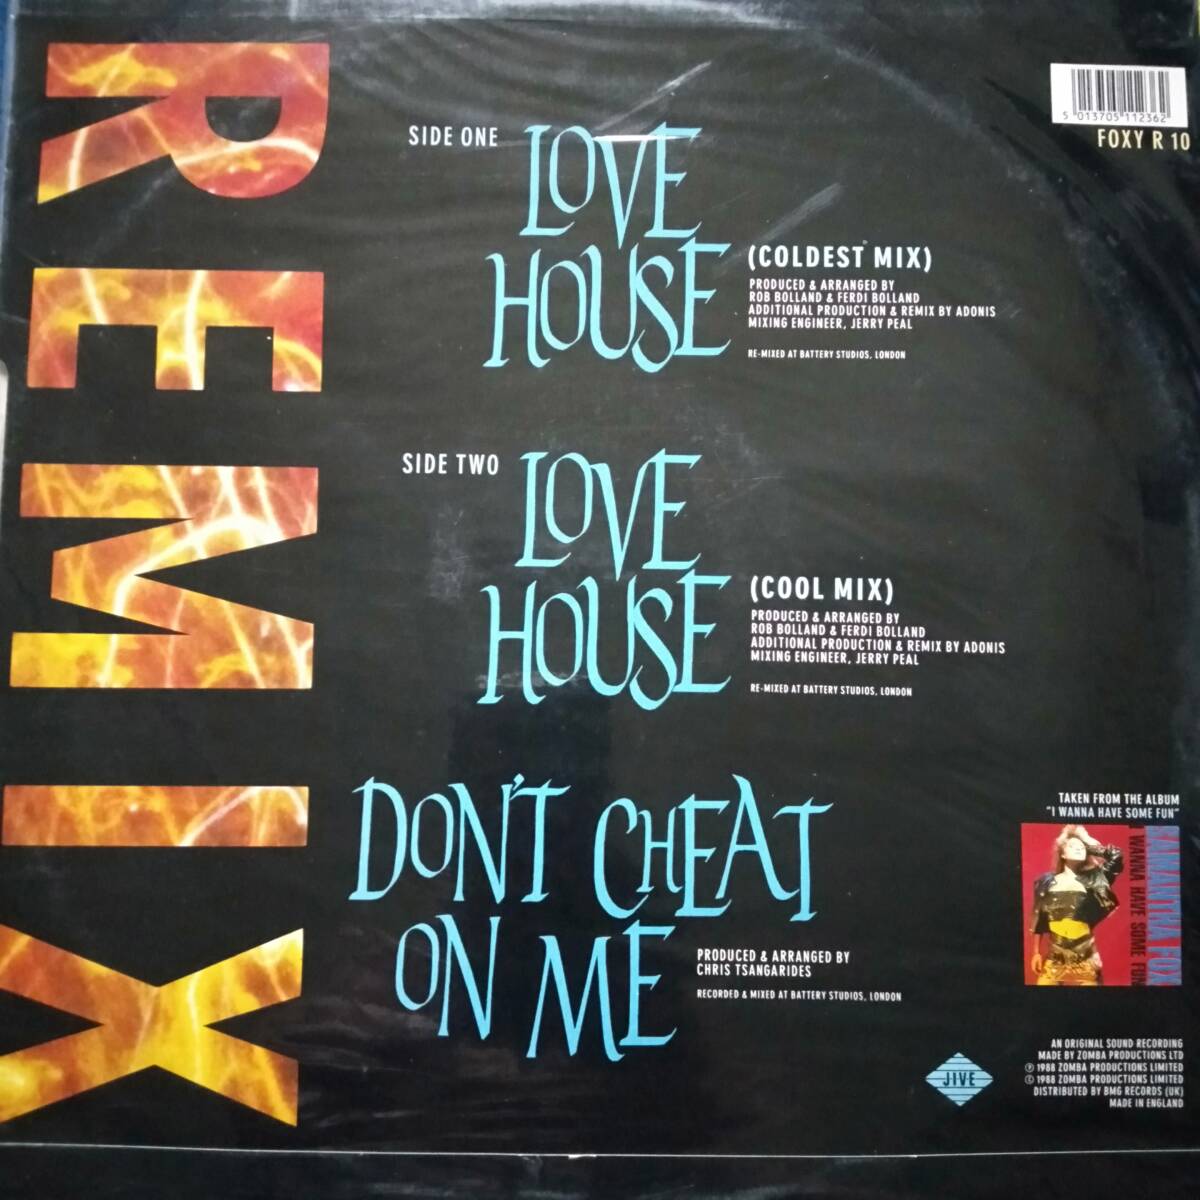 REMIX
SIDE ONE
LOVE
HOUSE
(COLDEST MIX)
PRODUCED & ARRANGED BY
ROB BOLLAND & FERDI BOLLAND
ADDITIONAL PRODUCTION & REMIX BY ADONIS
MIXING ENGINEER, JERRY PEAL
RE-MIXED AT BATTERY STUDIOS, LONDON
5 013705 112362
FOXY R 10
SIDE TWO
LOVE
HOUSE
(COOL MIX)
PRODUCED & ARRANGED BY
ROB BOLLAND & FERDI BOLLAND
ADDITIONAL PRODUCTION & REMIX BY ADONIS
MIXING ENGINEER, JERRY PEAL
RE-MIXED AT BATTERY STUDIOS, LONDON
DON'T CHEAT
ON ME
PRODUCED & ARRANGED BY
CHRIS TSANGARIDES
RECORDED & MIXED AT BATTERY STUDIOS, LONDON
TAKEN FROM THE ALBUM
"I WANNA HAVE SOME FUN"
SAMANTHA FOX
I WANNA HAVE SOME FUN
JIVE
AN ORIGINAL SOUND RECORDING
MADE BY ZOMBA PRODUCTIONS LTD
Ⓟ 1988 ZOMBA PRODUCTIONS LIMITED
© 1988 ZOMBA PRODUCTIONS LIMITED
DISTRIBUTED BY BMG RECORDS (UK)
MADE IN ENGLAND